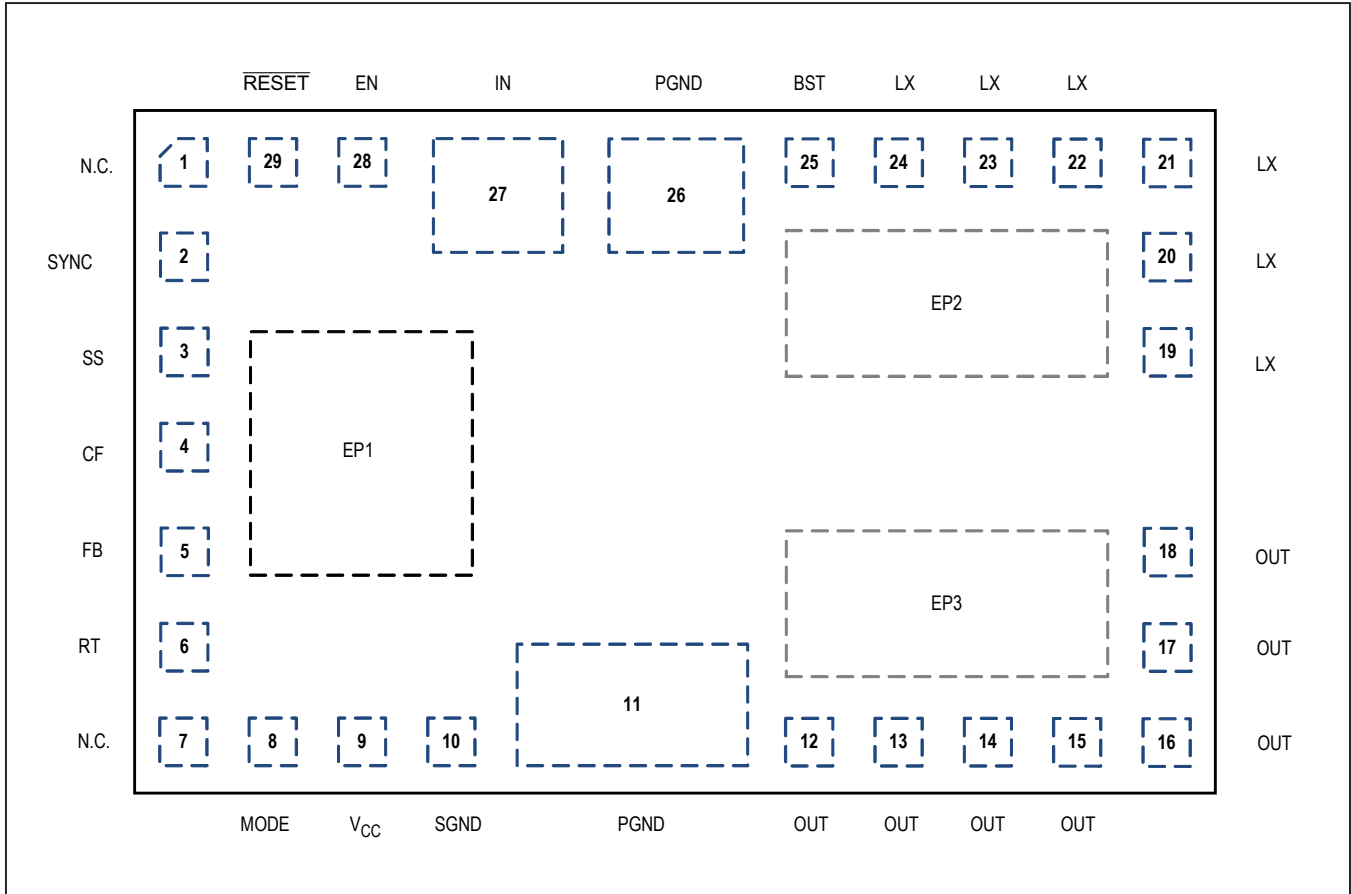 R̅E̅S̅E̅T̅ EN IN PGND BST LX LX LX
N.C. 1 29 28 27 26 25 24 23 22 21 LX
SYNC 2 20 LX
EP2
SS 3 19 LX
CF 4 EP1
FB 5 18 OUT
EP3
RT 6 17 OUT
11
N.C. 7 8 9 10 12 13 14 15 16 OUT
MODE VCC SGND PGND OUT OUT OUT OUT